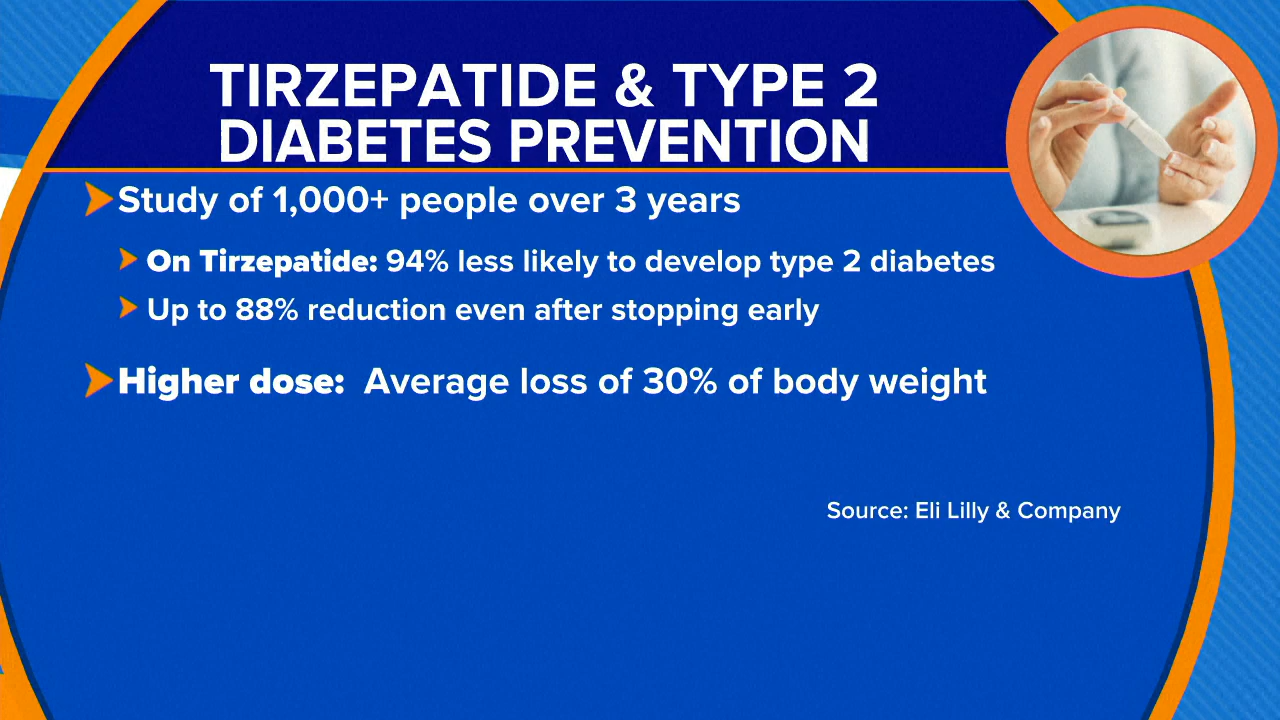 TIRZEPATIDE & TYPE 2
DIABETES PREVENTION
Study of 1,000+ people over 3 years
On Tirzepatide: 94% less likely to develop type 2 diabetes
Up to 88% reduction even after stopping early
Higher dose: Average loss of 30% of body weight
Source: Eli Lilly & Company